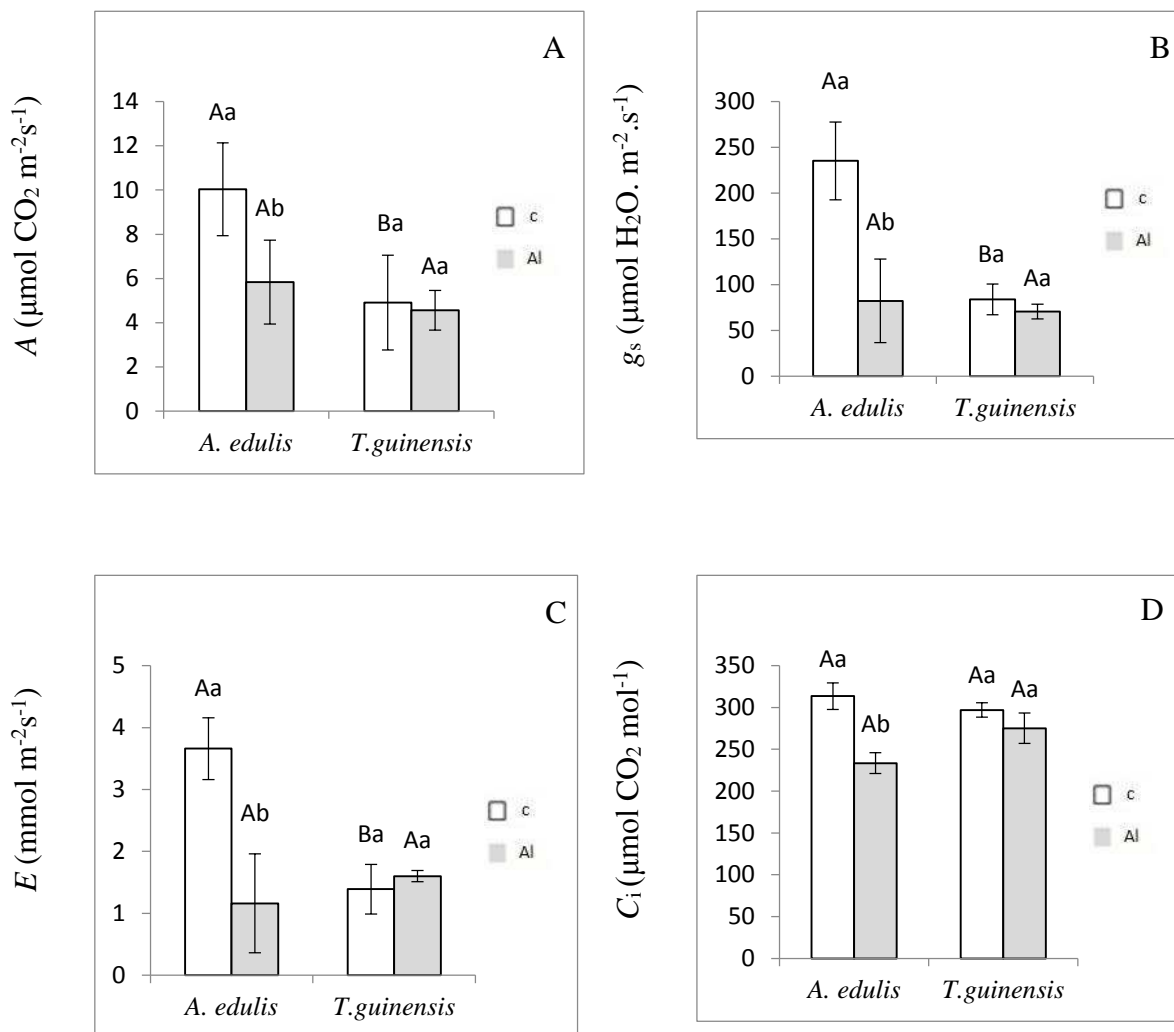 A
A (µmol CO₂ m⁻²s⁻¹)
14
12
10
8
6
4
2
0
Aa
Ab
Ba
Aa
c
Al
A. edulis T.guinensis
B
gₛ (µmol H₂O. m⁻².s⁻¹)
300
250
200
150
100
50
0
Aa
Ab
Ba
Aa
c
Al
A. edulis T.guinensis
C
E (mmol m⁻²s⁻¹)
5
4
3
2
1
0
Aa
Ab
Ba
Aa
c
Al
A. edulis T.guinensis
D
Cᵢ (µmol CO₂ mol⁻¹)
350
300
250
200
150
100
50
0
Aa
Ab
Aa
Aa
c
Al
A. edulis T.guinensis